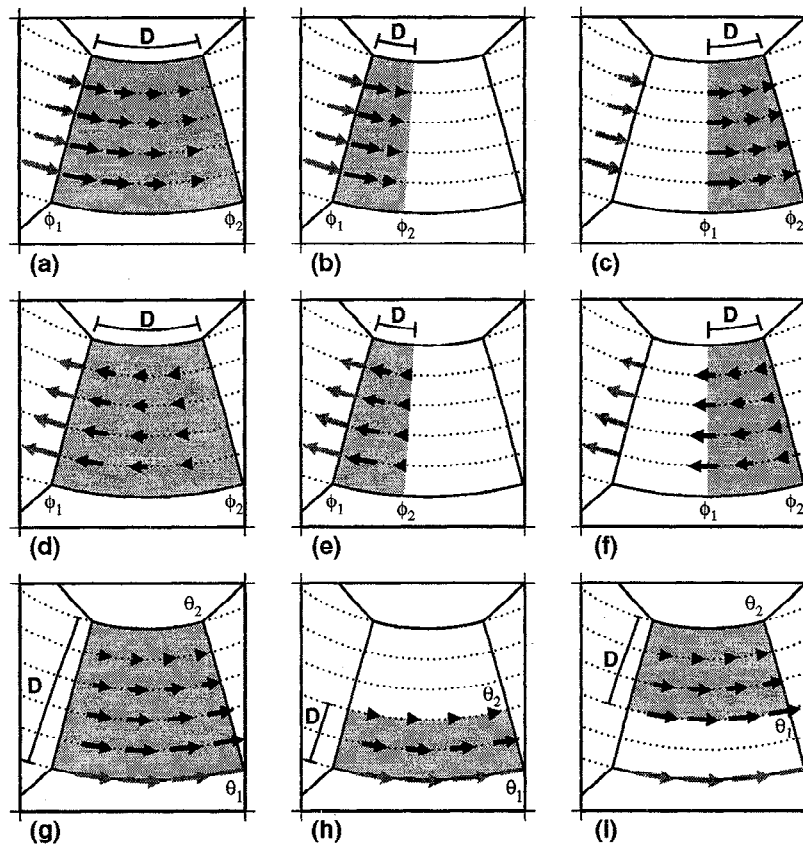 D D D
ϕ1 ϕ2 ϕ1 ϕ2 ϕ1 ϕ2
(a) (b) (c)
D D D
ϕ1 ϕ2 ϕ1 ϕ2 ϕ1 ϕ2
(d) (e) (f)
θ2 θ2
D D θ2 D θ1
θ1 θ1
(g) (h) (i)